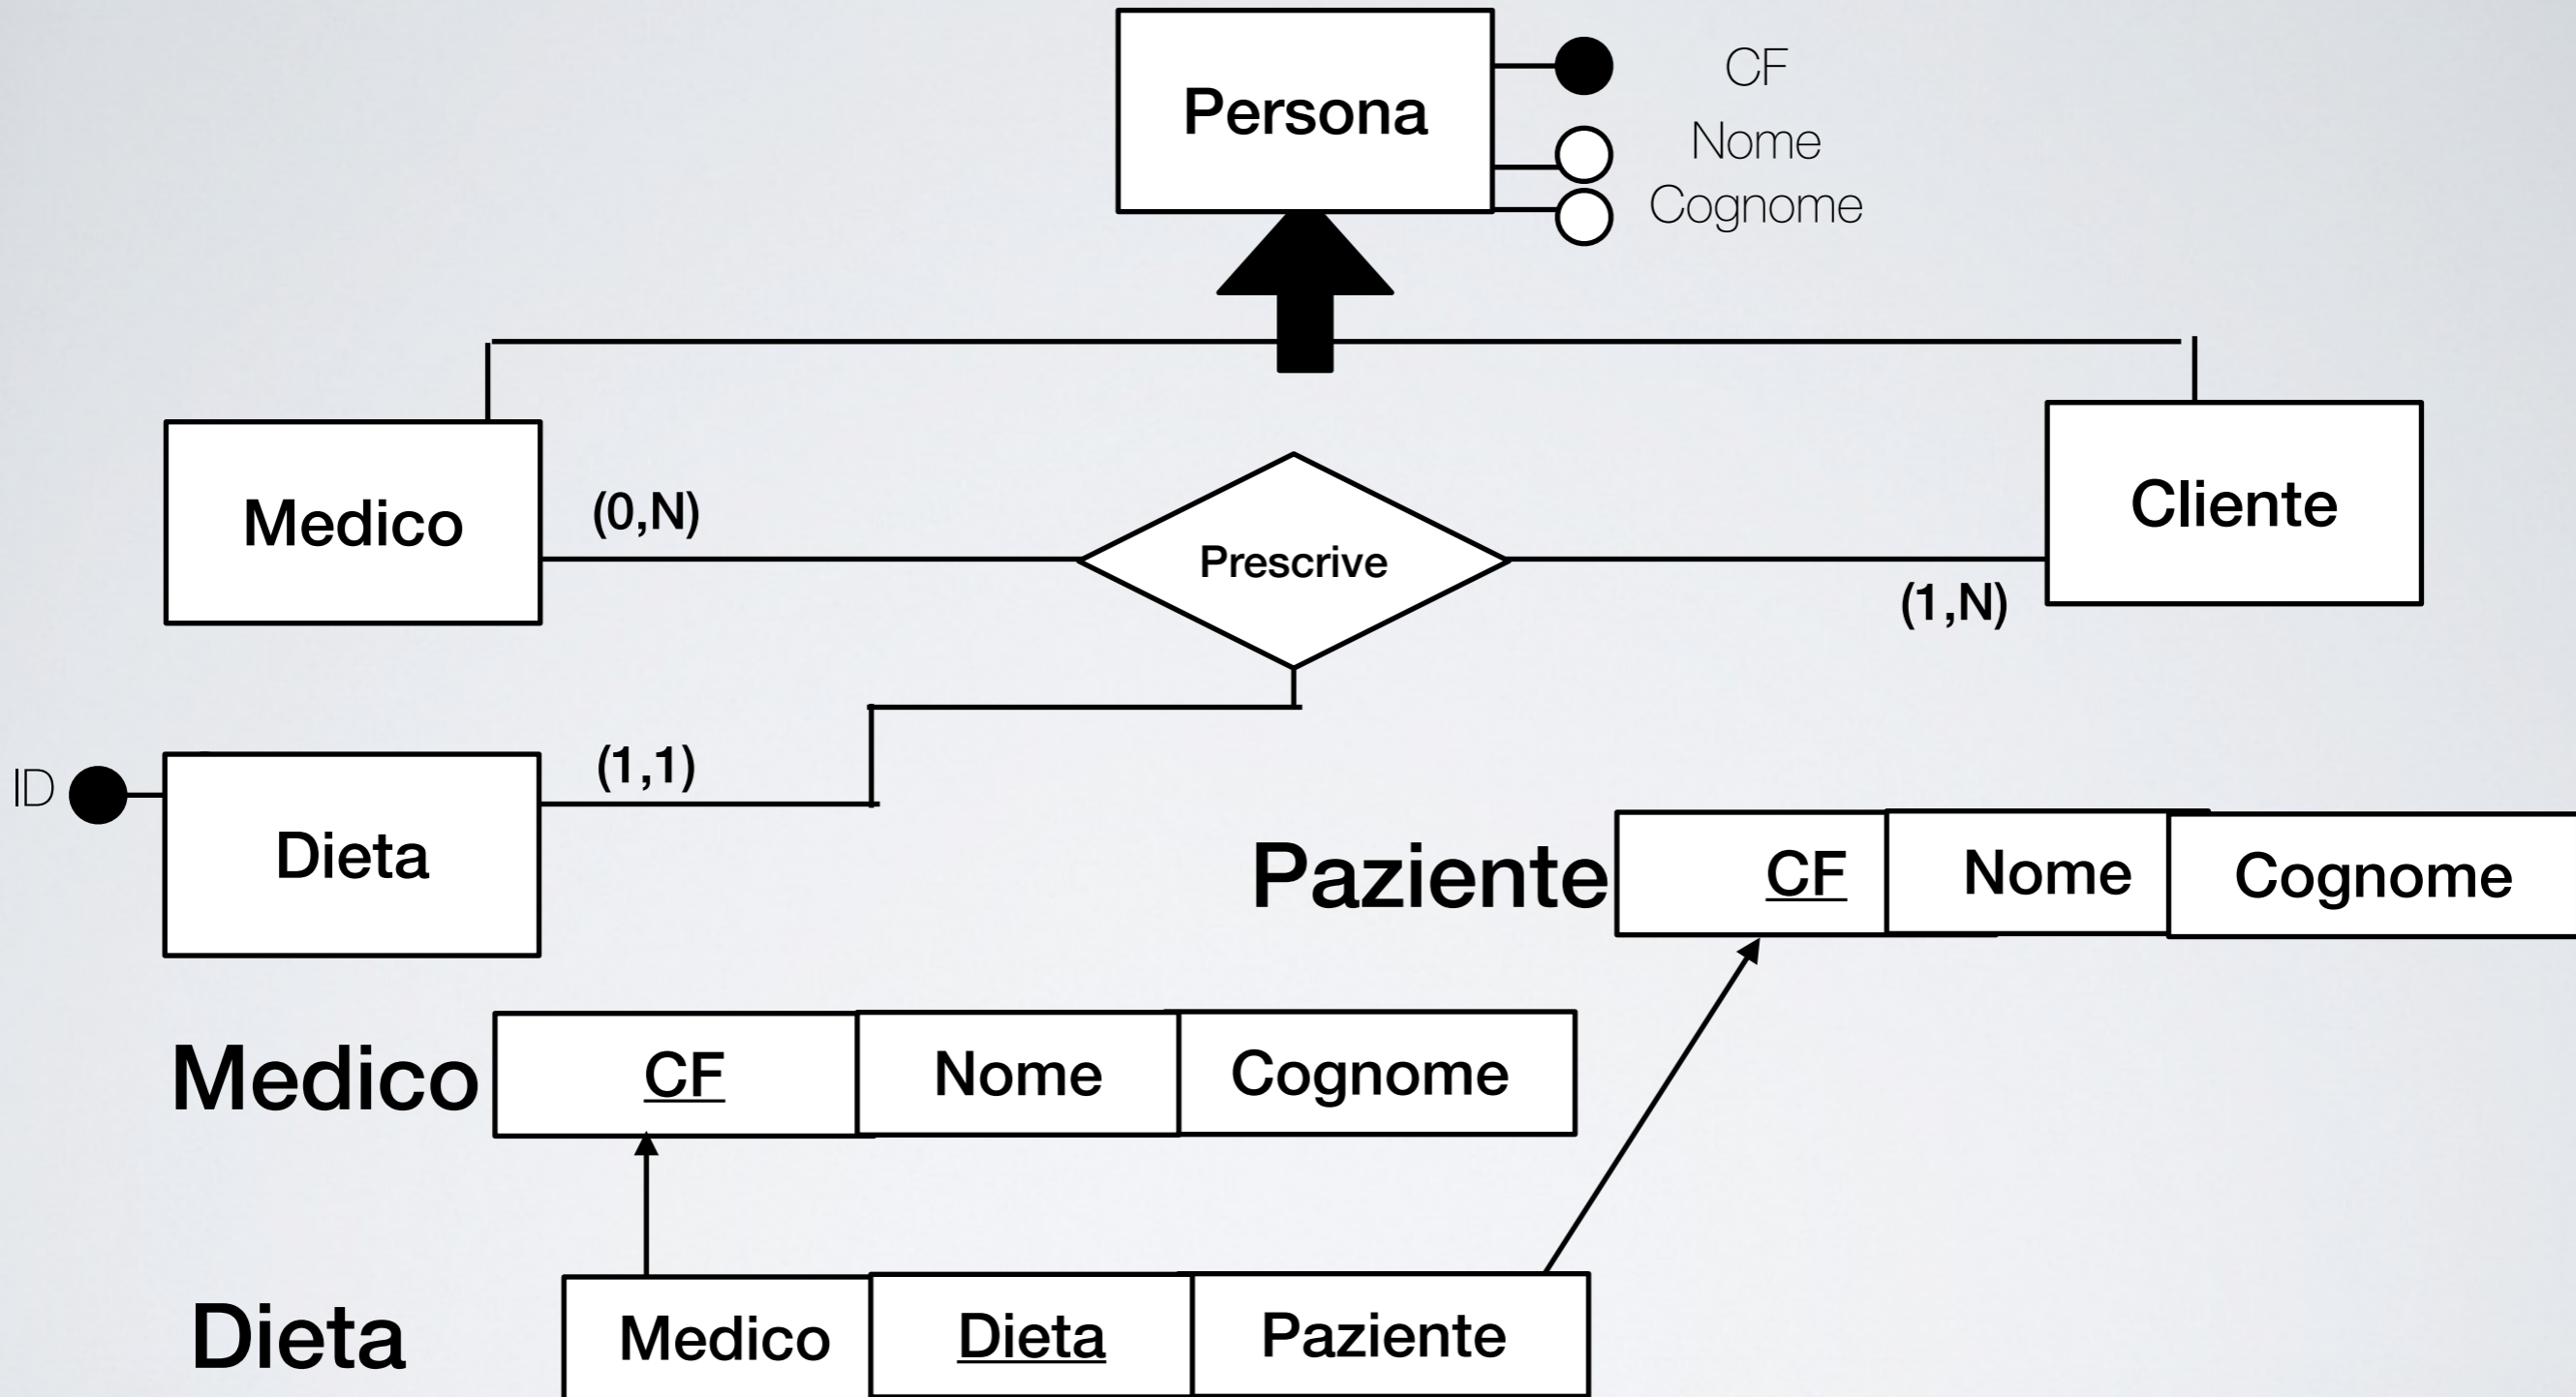 Persona
CF
Nome
Cognome
Medico
(0,N)
Prescrive
Cliente
(1,N)
ID
Dieta
(1,1)
Paziente
CF
Nome
Cognome
Medico
CF
Nome
Cognome
Dieta
Medico
Dieta
Paziente